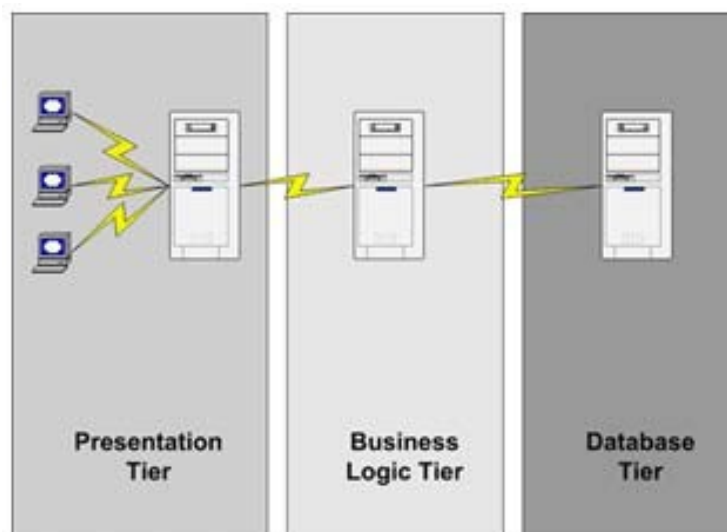 Presentation
Tier
Business
Logic Tier
Database
Tier